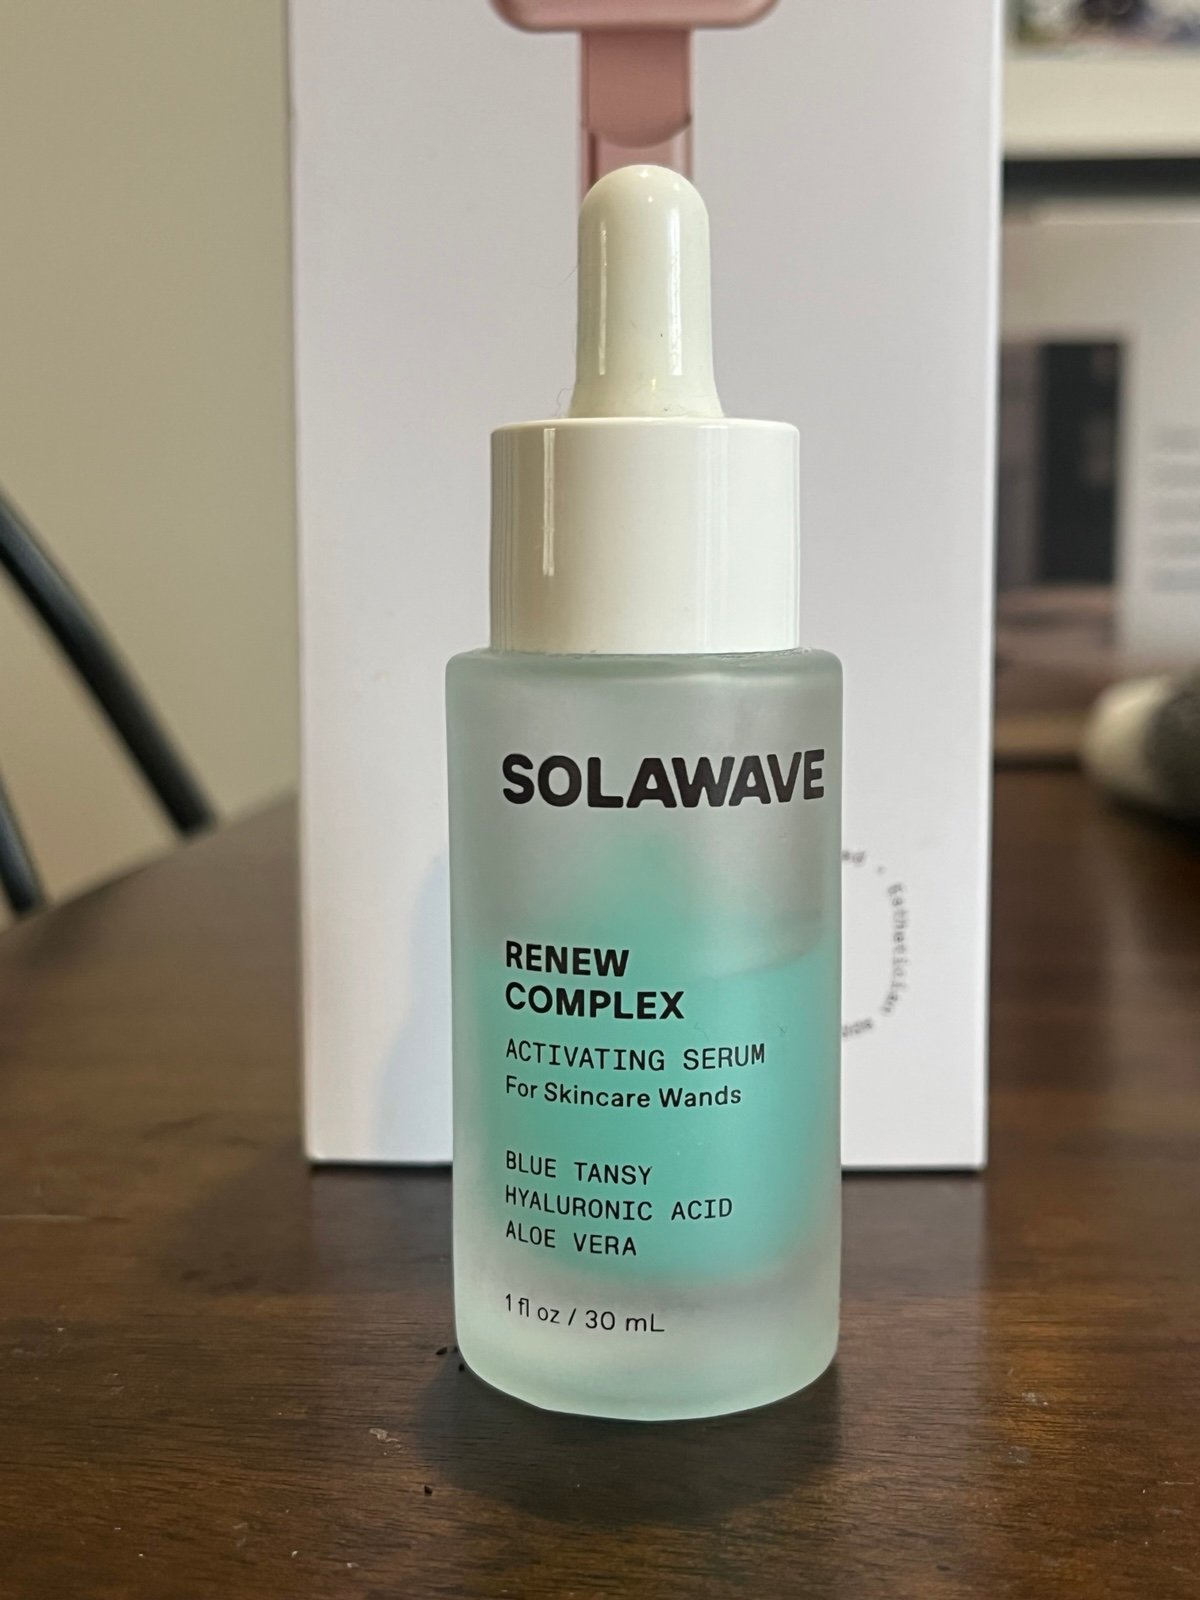 SOLAWAVE
RENEW
COMPLEX
ACTIVATING SERUM
For Skincare Wands
BLUE TANSY
HYALURONIC ACID
ALOE VERA
1 fl oz / 30 mL
Esthetician